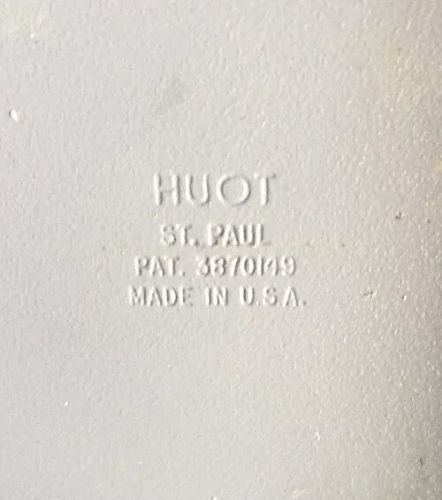 HUOT
ST. PAUL
PAT. 3870149
MADE IN U.S.A.